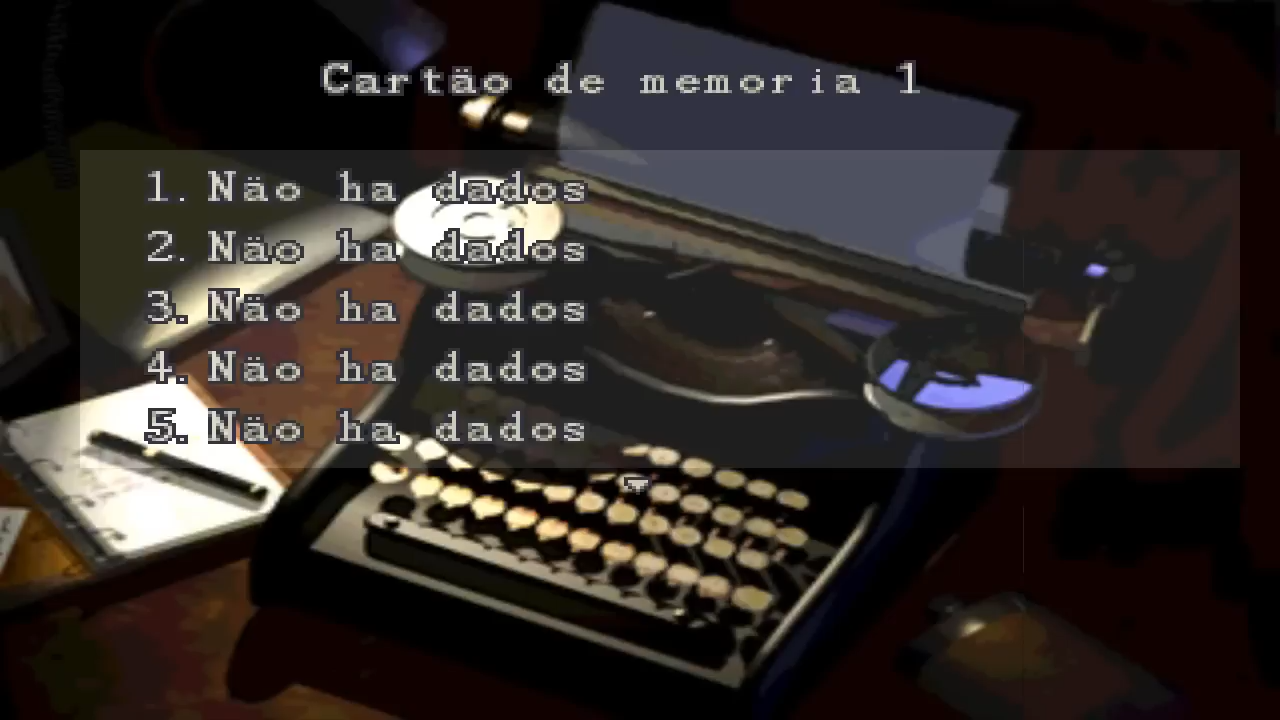 Cartäo de memoria 1
1. Näo ha dados
2. Näo ha dados
3. Näo ha dados
4. Näo ha dados
5. Näo ha dados